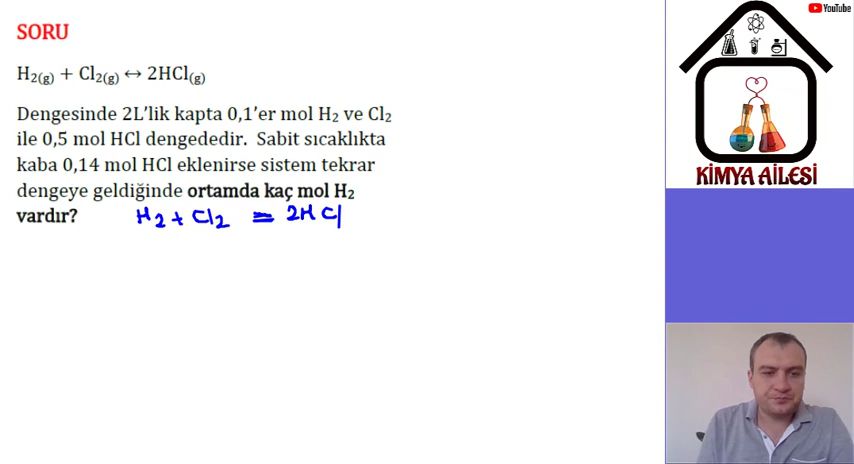 SORU
H2(g) + Cl2(g) ↔ 2HCl(g)
Dengesinde 2L'lik kapta 0,1'er mol H2 ve Cl2
ile 0,5 mol HCl dengededir. Sabit sıcaklıkta
kaba 0,14 mol HCl eklenirse sistem tekrar
dengeye geldiğinde ortamda kaç mol H2
vardır?
H2 + Cl2 = 2HCl
YouTube
KİMYA AİLESİ